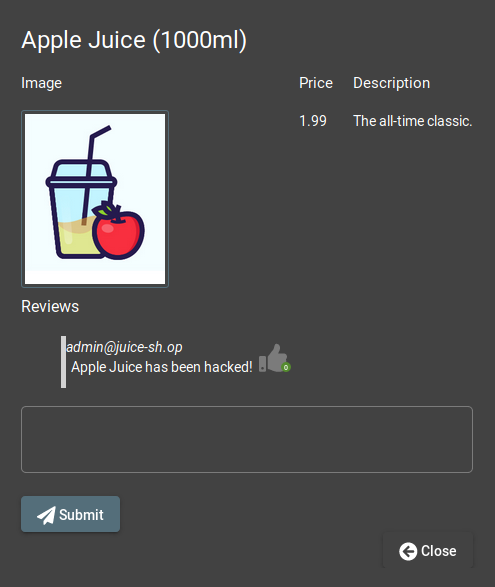 Apple Juice (1000ml)
Image Price Description
1.99 The all-time classic.
Reviews
admin@juice-sh.op
Apple Juice has been hacked!
0
Submit
Close